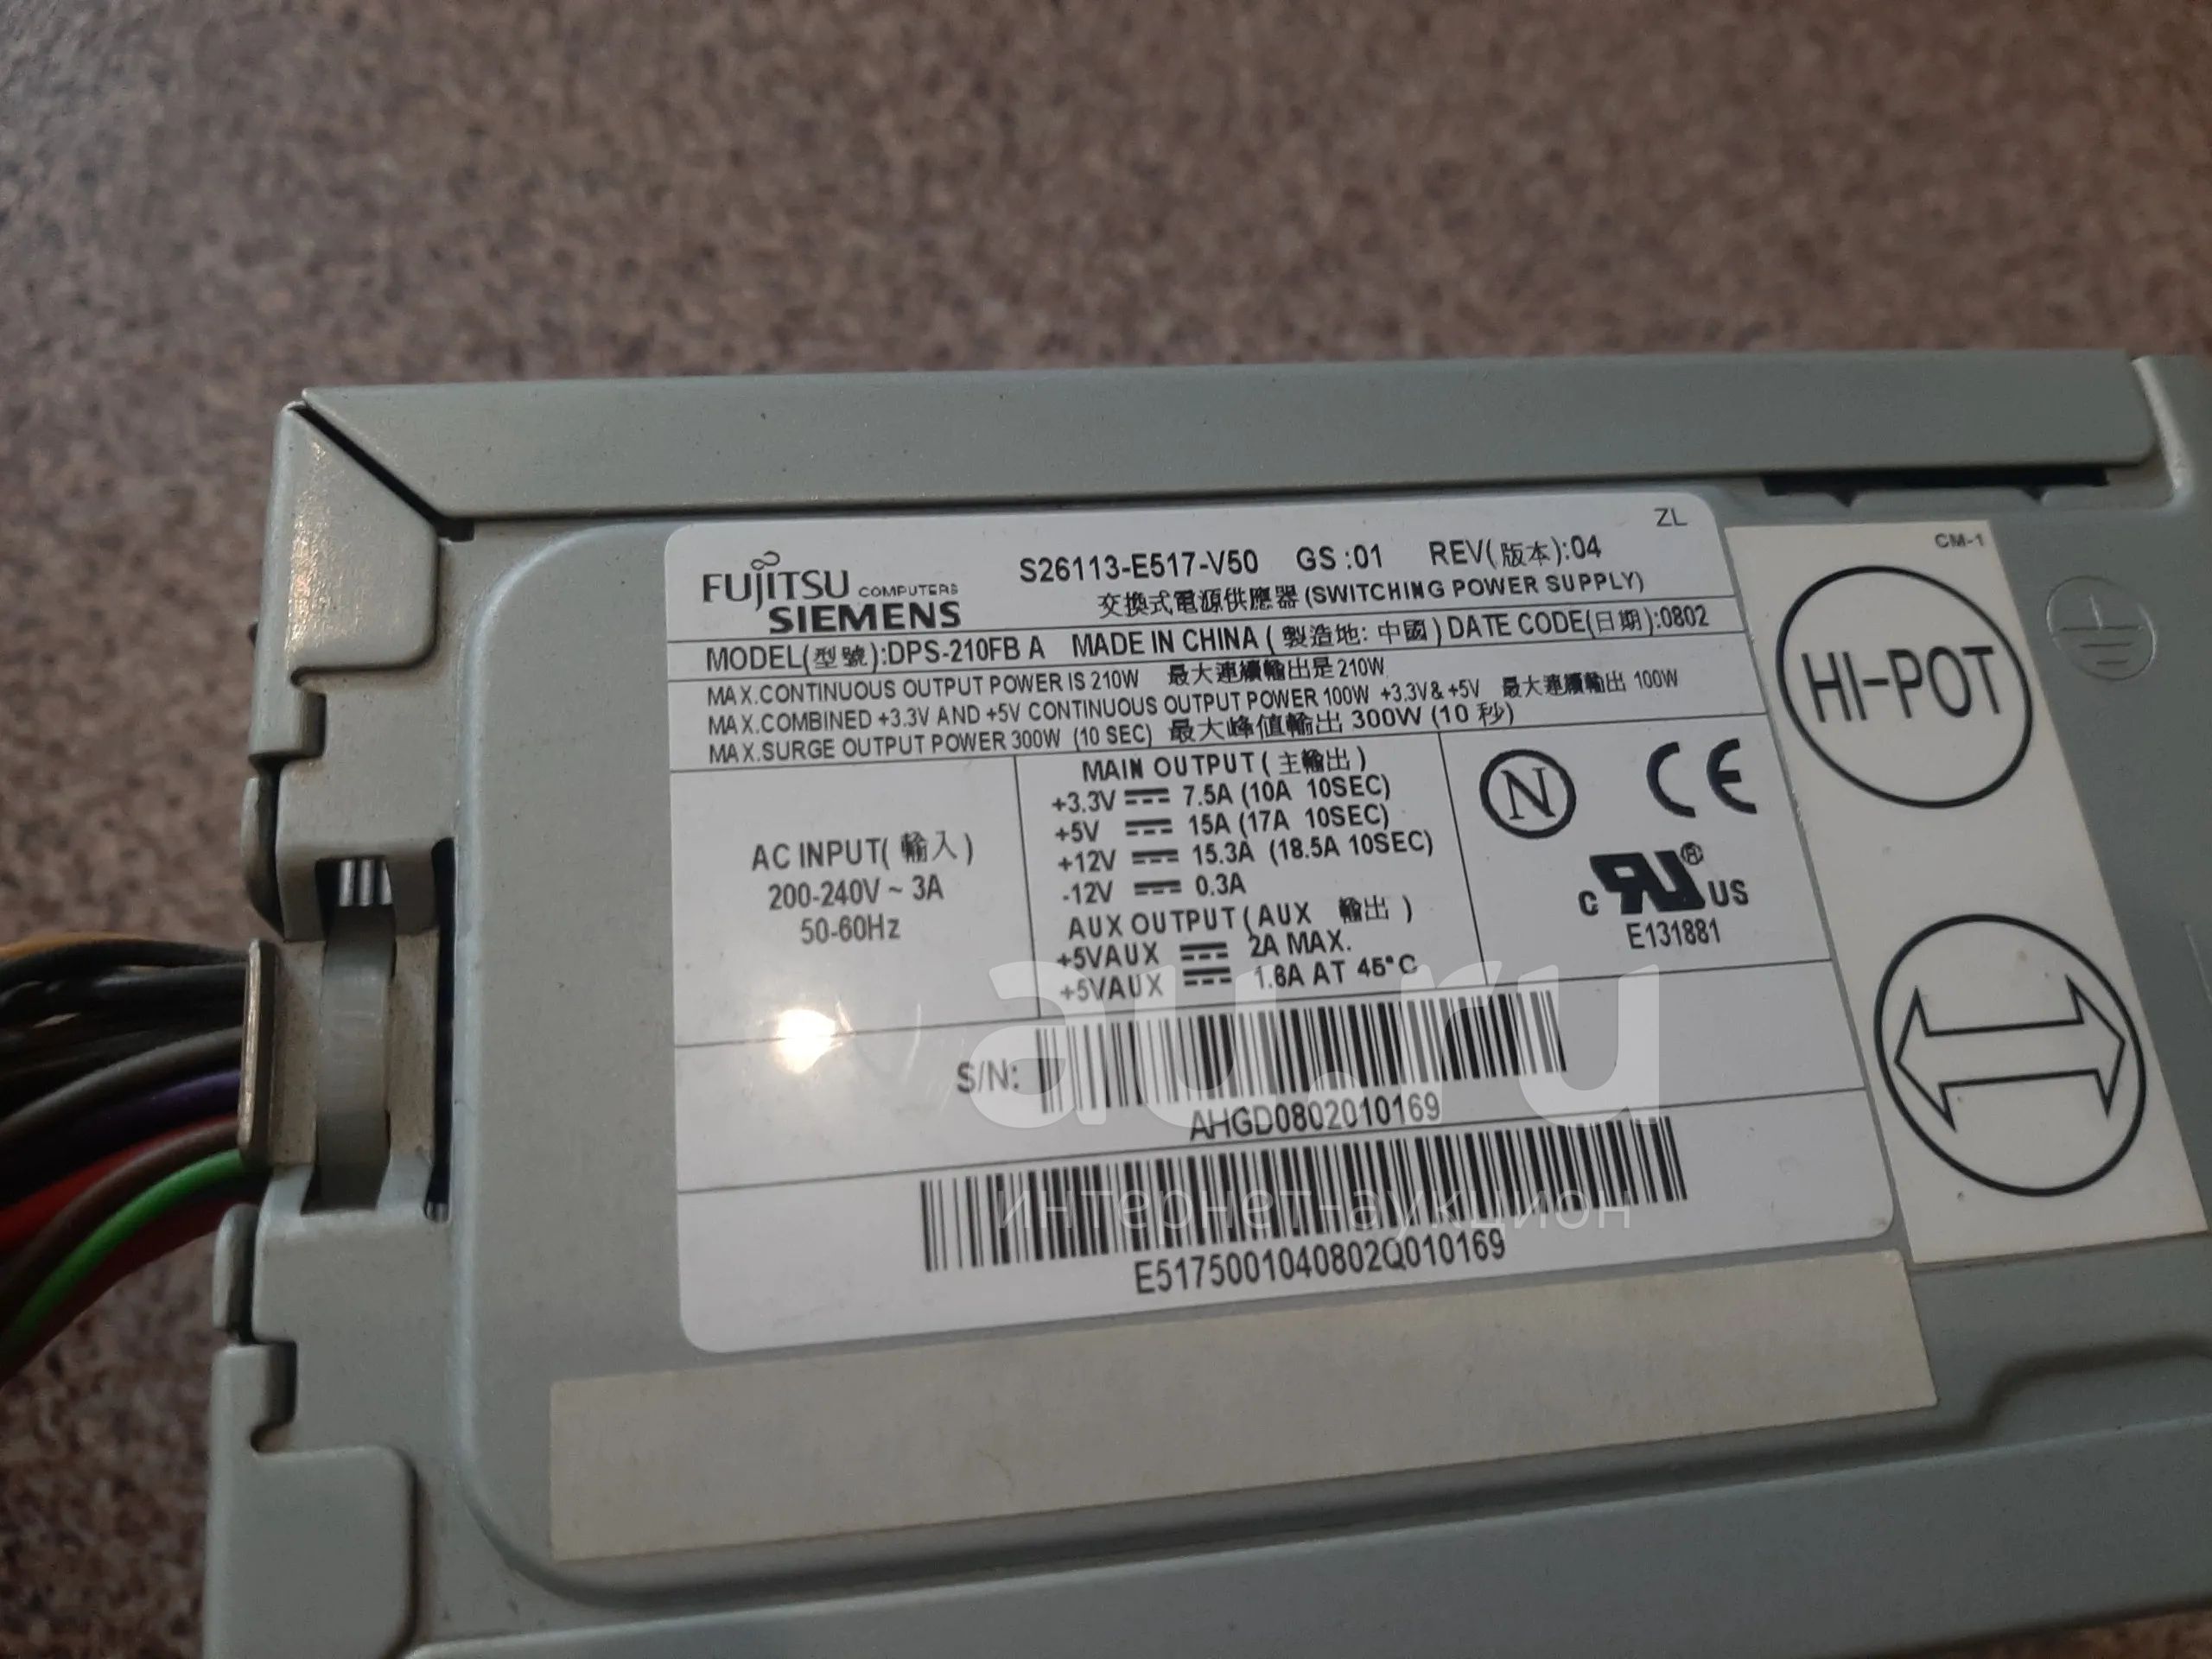 ZL
FUJITSU COMPUTERS
SIEMENS
S26113-E517-V50 GS :01 REV(版本):04
交換式電源供應器 (SWITCHING POWER SUPPLY)
MODEL(型號):DPS-210FB A MADE IN CHINA ( 製造地: 中國 ) DATE CODE(日期):0802
MAX.CONTINUOUS OUTPUT POWER IS 210W 最大連續輸出是 210W
MAX.COMBINED +3.3V AND +5V CONTINUOUS OUTPUT POWER 100W +3.3V& +5V 最大連續輸出 100W
MAX.SURGE OUTPUT POWER 300W (10 SEC) 最大峰值輸出 300W (10 秒)
AC INPUT( 輸入 )
200-240V ~ 3A
50-60Hz
MAIN OUTPUT ( 主輸出 )
+3.3V 7.5A (10A 10SEC)
+5V 15A (17A 10SEC)
+12V 15.3A (18.5A 10SEC)
-12V 0.3A
AUX OUTPUT ( AUX 輸出 )
+5VAUX 2A MAX.
+5VAUX 1.6A AT 45°C
N CE
c RU ® US
E131881
S/N:
AHGD0802010169
E5175001040802Q010169
CM-1
HI-POT
au.ru
интернет-аукцион